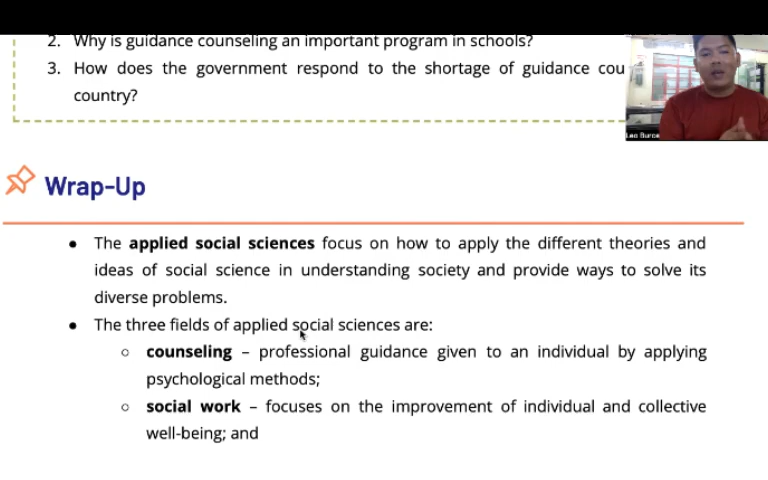 2. Why is guidance counseling an important program in schools?
3. How does the government respond to the shortage of guidance cou
country?
Leo Burce
Wrap-Up
● The applied social sciences focus on how to apply the different theories and
ideas of social science in understanding society and provide ways to solve its
diverse problems.
● The three fields of applied social sciences are:
○ counseling – professional guidance given to an individual by applying
psychological methods;
○ social work – focuses on the improvement of individual and collective
well-being; and